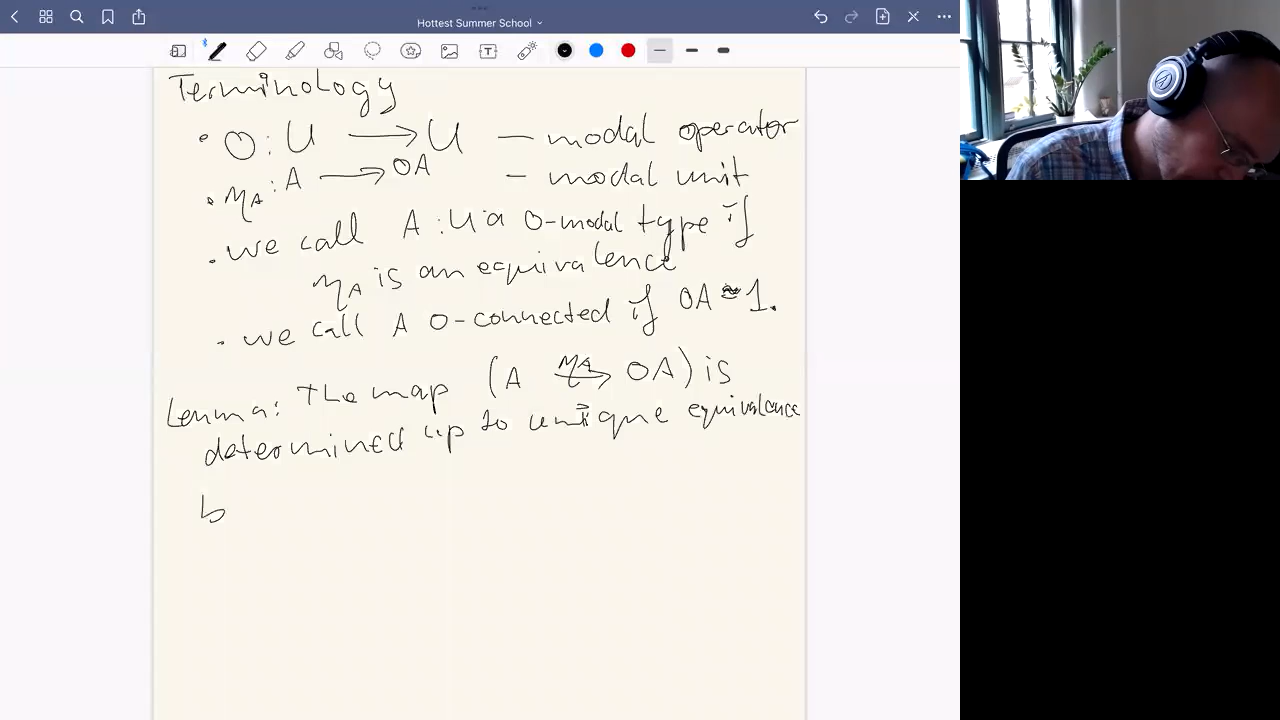 Hottest Summer School
Terminology
• O : U → U — modal operator
• η_A : A → OA — modal unit
• we call A : U a O-modal type if
η_A is an equivalence
• we call A O-connected if OA ≃ 1.
Lemma: The map (A →^{η_A} OA) is
determined up to unique equivalence
b